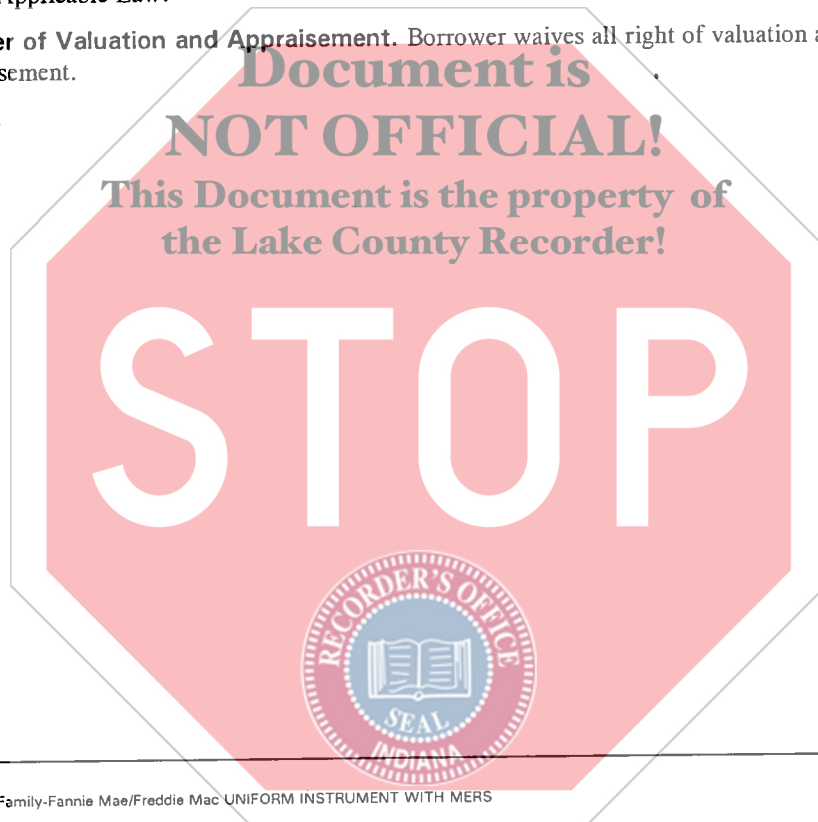 Applicable Law.
er of Valuation and Appraisement. Borrower waives all right of valuation a
sement.
Document is
NOT OFFICIAL!
This Document is the property of
the Lake County Recorder!
STOP
RECORDER'S OFFICE
SEAL
INDIANA
Family-Fannie Mae/Freddie Mac UNIFORM INSTRUMENT WITH MERS